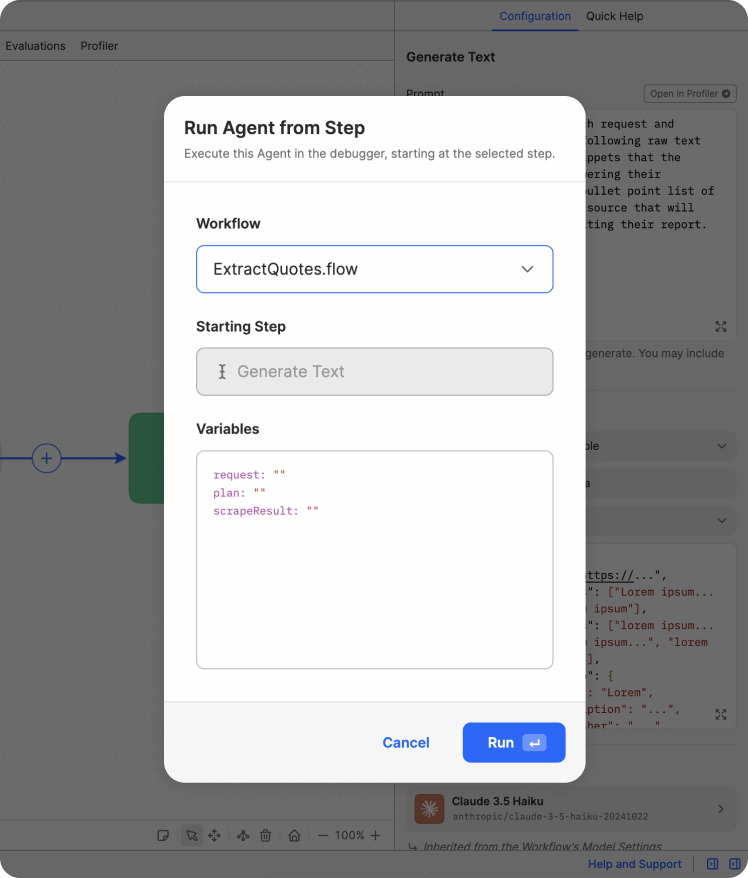 Configuration Quick Help
Evaluations Profiler
Generate Text
Prompt
Open in Profiler
h request and
ollowing raw text
ppets that the
ering their
ullet point list of
source that will
ting their report.
generate. You may include
Run Agent from Step
Execute this Agent in the debugger, starting at the selected step.
Workflow
ExtractQuotes.flow
Starting Step
Generate Text
Variables
request: ""
plan: ""
scrapeResult: ""
Cancel
Run
ble
a
ttps://...",
": ["Lorem ipsum...
m ipsum"],
": ["lorem ipsum...
m ipsum...", "lorem
],
": {
: "Lorem",
ption": "...",
ber": "...",
Claude 3.5 Haiku
anthropic/claude-3-5-haiku-20241022
Inherited from the Workflow's Model Settings
100%
Help and Support